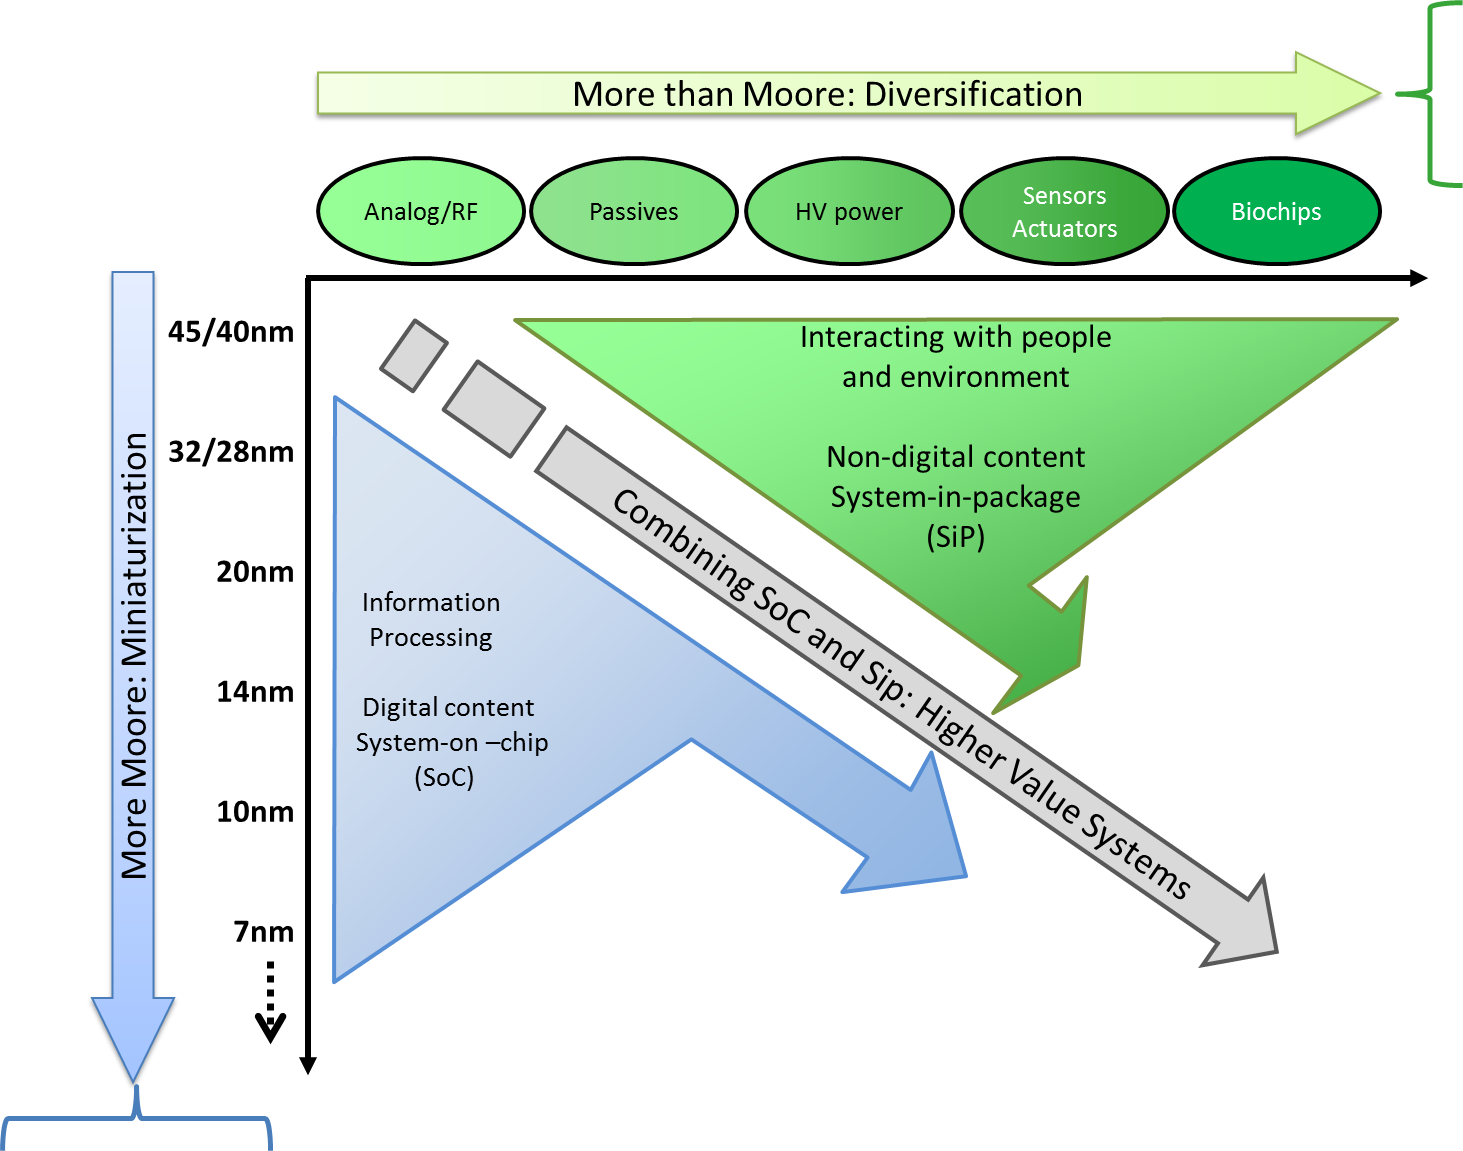 More than Moore: Diversification
Analog/RF
Passives
HV power
Sensors
Actuators
Biochips
More Moore: Miniaturization
45/40nm
32/28nm
20nm
14nm
10nm
7nm
Interacting with people
and environment
Non-digital content
System-in-package
(SiP)
Combining SoC and Sip: Higher Value Systems
Information
Processing
Digital content
System-on –chip
(SoC)